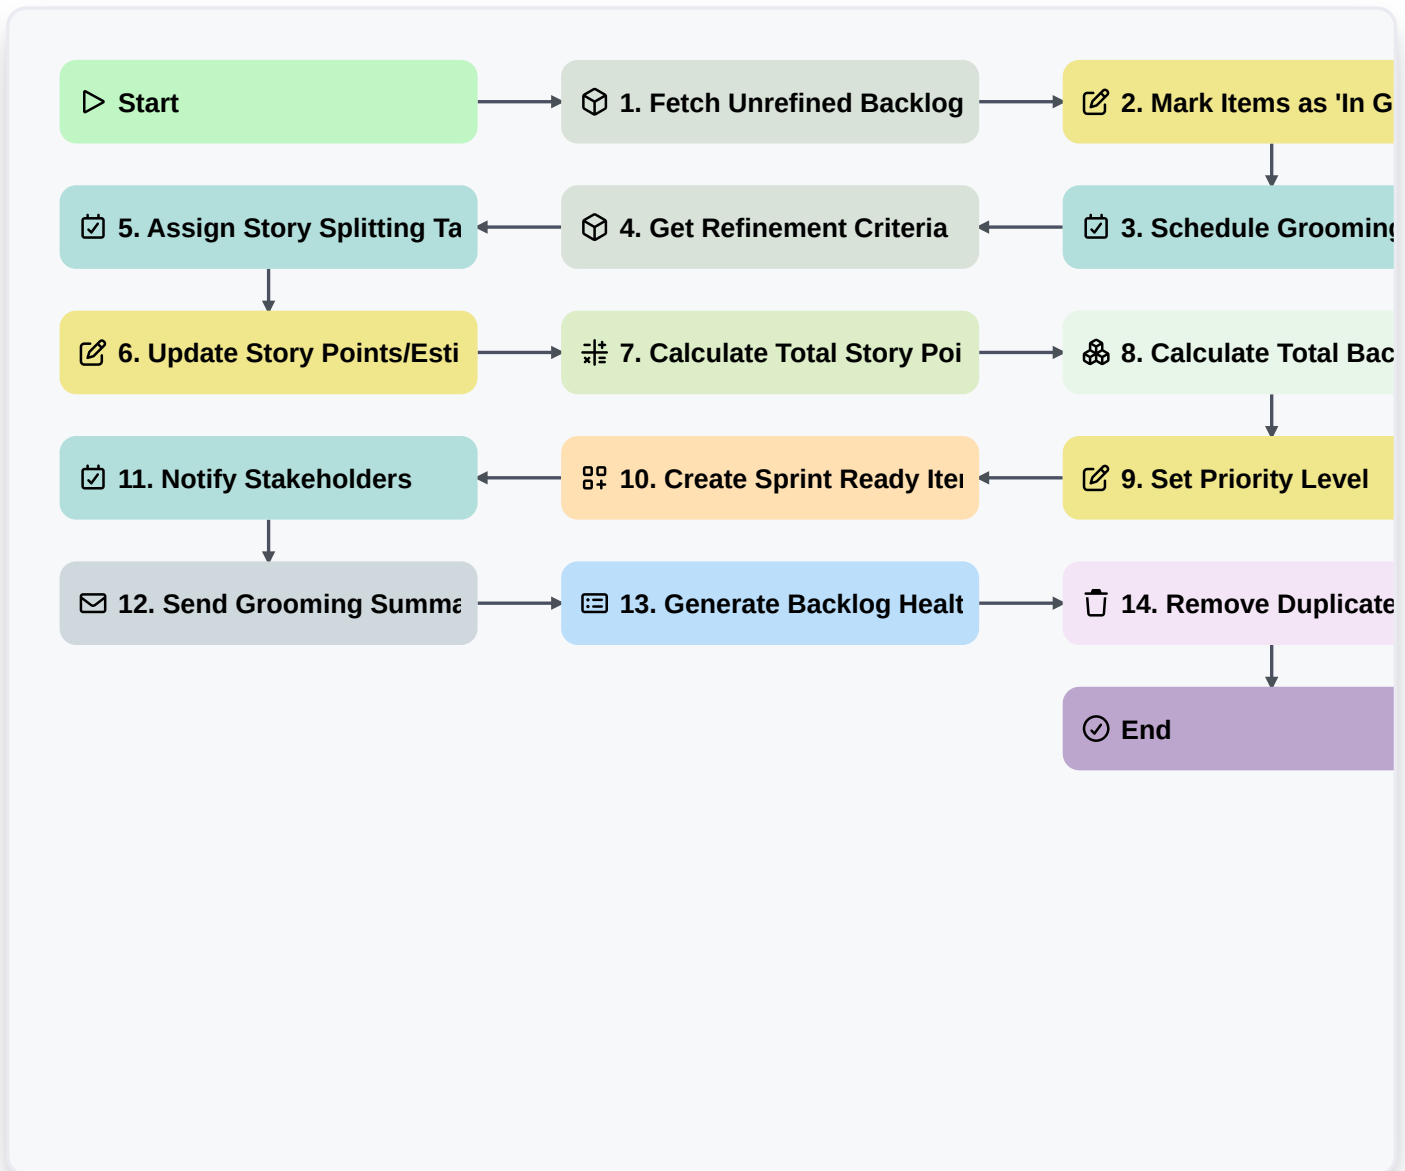 Start
1. Fetch Unrefined Backlog
2. Mark Items as 'In G
5. Assign Story Splitting Ta
4. Get Refinement Criteria
3. Schedule Grooming
6. Update Story Points/Esti
7. Calculate Total Story Poi
8. Calculate Total Bac
11. Notify Stakeholders
10. Create Sprint Ready Iter
9. Set Priority Level
12. Send Grooming Summa
13. Generate Backlog Healt
14. Remove Duplicate
End